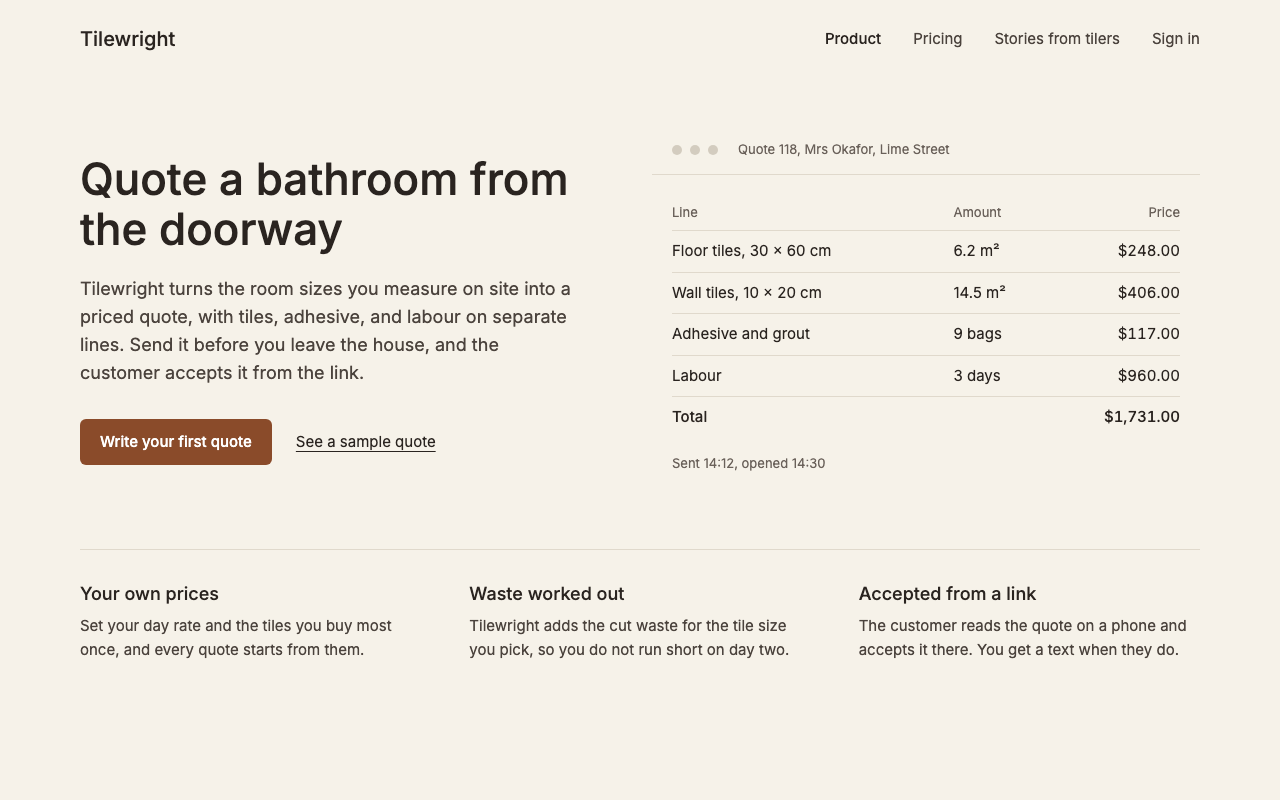 Tilewright
Product Pricing Stories from tilers Sign in
Quote a bathroom from
the doorway
Tilewright turns the room sizes you measure on site into a
priced quote, with tiles, adhesive, and labour on separate
lines. Send it before you leave the house, and the
customer accepts it from the link.
Write your first quote See a sample quote
Quote 118, Mrs Okafor, Lime Street
Line Amount Price
Floor tiles, 30 × 60 cm 6.2 m² $248.00
Wall tiles, 10 × 20 cm 14.5 m² $406.00
Adhesive and grout 9 bags $117.00
Labour 3 days $960.00
Total $1,731.00
Sent 14:12, opened 14:30
Your own prices
Set your day rate and the tiles you buy most
once, and every quote starts from them.
Waste worked out
Tilewright adds the cut waste for the tile size
you pick, so you do not run short on day two.
Accepted from a link
The customer reads the quote on a phone and
accepts it there. You get a text when they do.